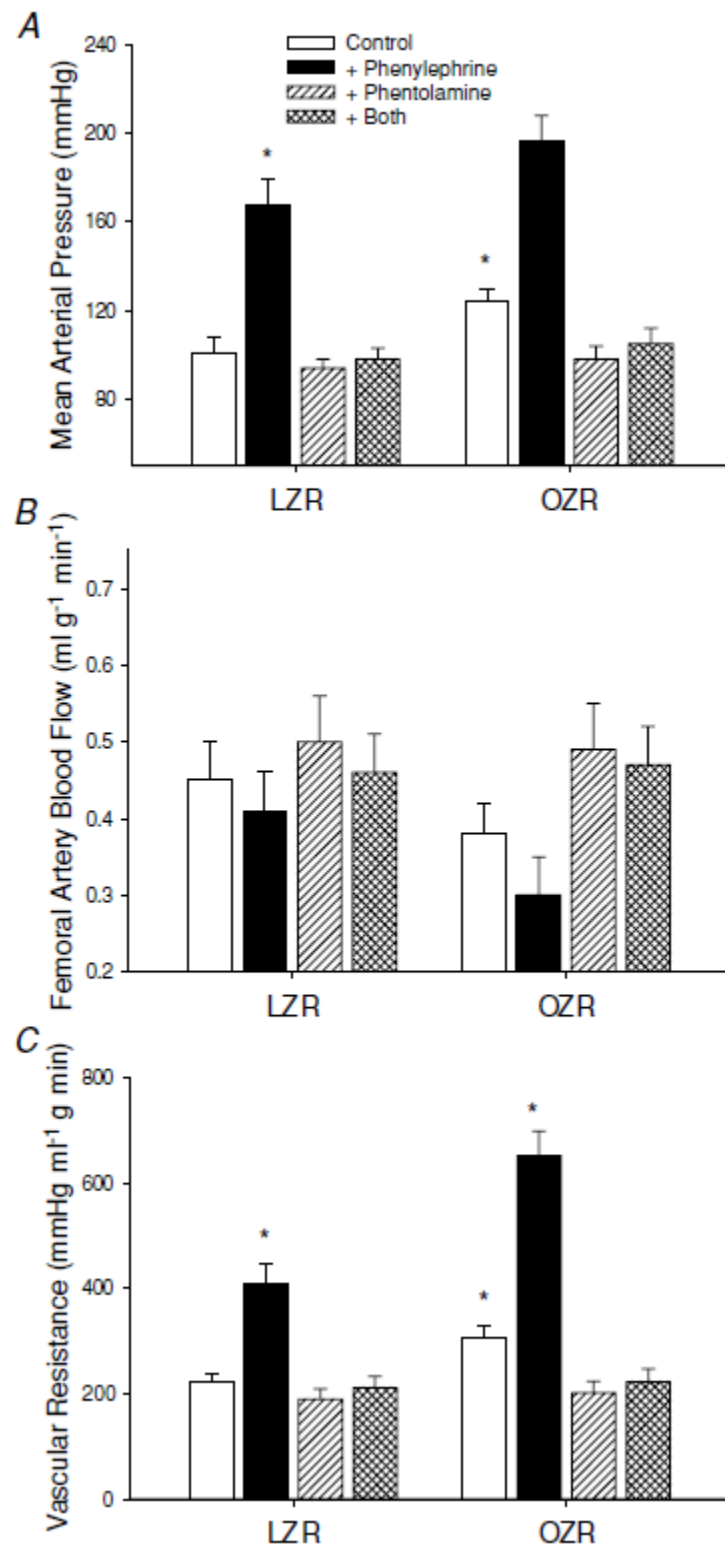 A
Mean Arterial Pressure (mmHg)
240
200
160
120
80
Control
+ Phenylephrine
+ Phentolamine
+ Both
*
*
LZR
OZR
B
Femoral Artery Blood Flow (ml g⁻¹ min⁻¹)
0.7
0.6
0.5
0.4
0.3
0.2
LZR
OZR
C
Vascular Resistance (mmHg ml⁻¹ g min)
800
600
400
200
0
*
*
*
LZR
OZR